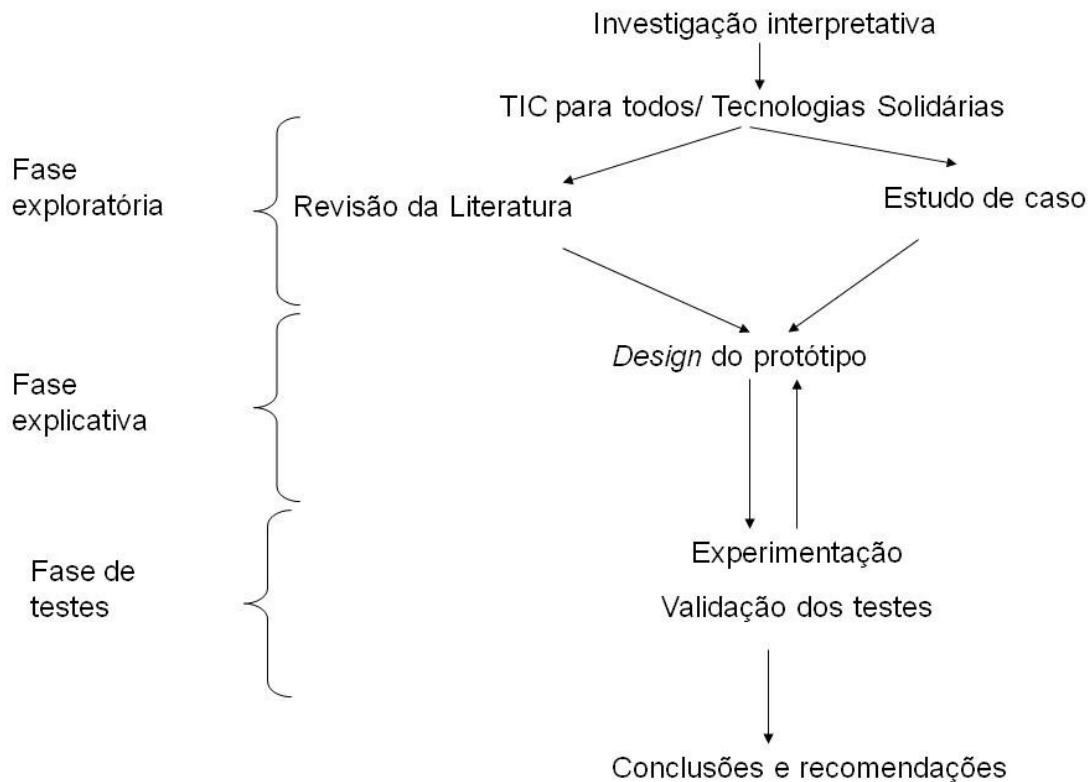 Investigação interpretativa
TIC para todos/ Tecnologias Solidárias
Fase
exploratória
Revisão da Literatura
Estudo de caso
Design do protótipo
Fase
explicativa
Experimentação
Fase de
testes
Validação dos testes
Conclusões e recomendações